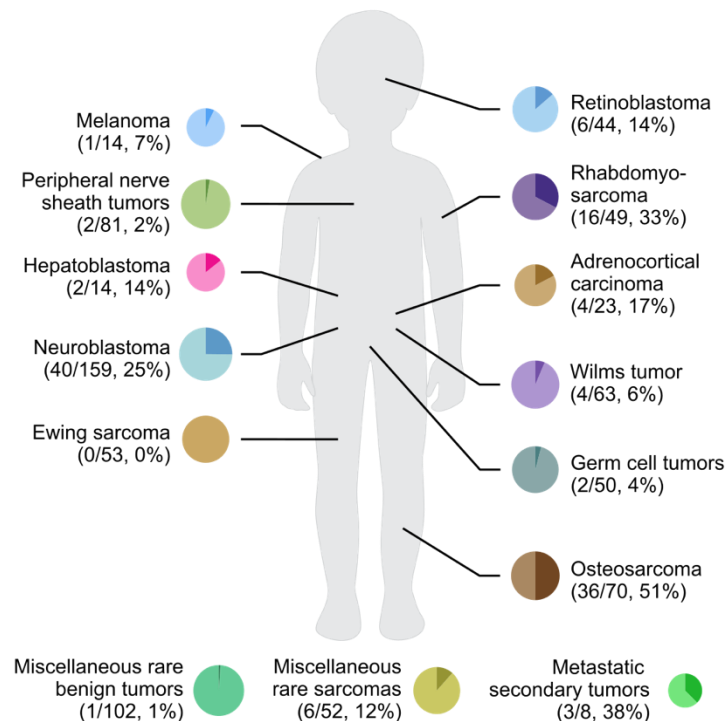 Melanoma
(1/14, 7%)
Peripheral nerve
sheath tumors
(2/81, 2%)
Hepatoblastoma
(2/14, 14%)
Neuroblastoma
(40/159, 25%)
Ewing sarcoma
(0/53, 0%)
Retinoblastoma
(6/44, 14%)
Rhabdomyo-
sarcoma
(16/49, 33%)
Adrenocortical
carcinoma
(4/23, 17%)
Wilms tumor
(4/63, 6%)
Germ cell tumors
(2/50, 4%)
Osteosarcoma
(36/70, 51%)
Miscellaneous rare
benign tumors
(1/102, 1%)
Miscellaneous
rare sarcomas
(6/52, 12%)
Metastatic
secondary tumors
(3/8, 38%)